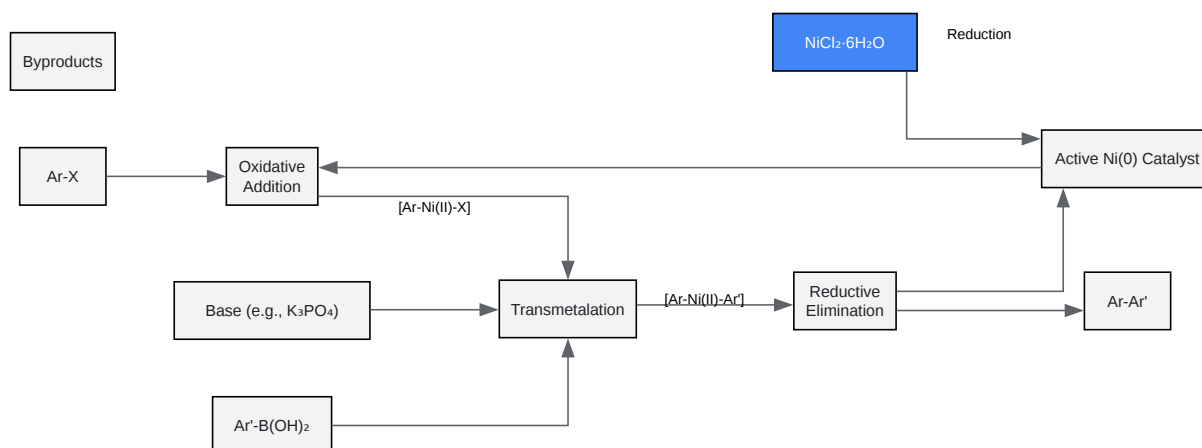 NiCl₂·6H₂O
Reduction
Byproducts
Active Ni(0) Catalyst
Ar-X
Oxidative
Addition
[Ar-Ni(II)-X]
Base (e.g., K₃PO₄)
Transmetalation
[Ar-Ni(II)-Ar']
Reductive
Elimination
Ar-Ar'
Ar'-B(OH)₂